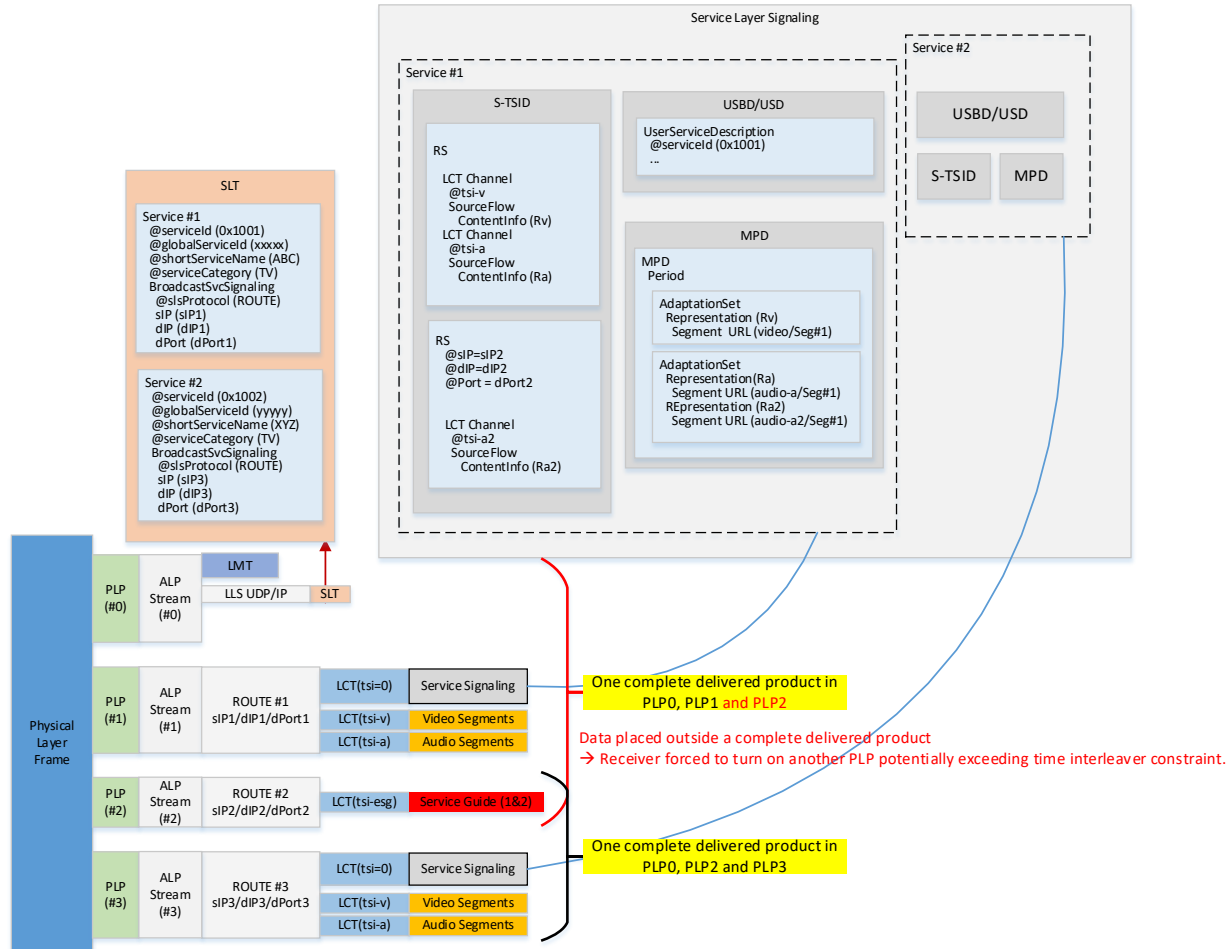 Service Layer Signaling
Service #1
S-TSID
RS
LCT Channel
@tsi-v
SourceFlow
ContentInfo (Rv)
LCT Channel
@tsi-a
SourceFlow
ContentInfo (Ra)
RS
@sIP=sIP2
@dIP=dIP2
@Port = dPort2
LCT Channel
@tsi-a2
SourceFlow
ContentInfo (Ra2)
USBD/USD
UserServiceDescription
@serviceId (0x1001)
...
MPD
MPD
Period
AdaptationSet
Representation (Rv)
Segment URL (video/Seg#1)
AdaptationSet
Representation(Ra)
Segment URL (audio-a/Seg#1)
REpresentation (Ra2)
Segment URL (audio-a2/Seg#1)
Service #2
USBD/USD
S-TSID
MPD
SLT
Service #1
@serviceId (0x1001)
@globalServiceId (xxxxx)
@shortServiceName (ABC)
@serviceCategory (TV)
BroadcastSvcSignaling
@slsProtocol (ROUTE)
sIP (sIP1)
dIP (dIP1)
dPort (dPort1)
Service #2
@serviceId (0x1002)
@globalServiceId (yyyyy)
@shortServiceName (XYZ)
@serviceCategory (TV)
BroadcastSvcSignaling
@slsProtocol (ROUTE)
sIP (sIP3)
dIP (dIP3)
dPort (dPort3)
Physical
Layer
Frame
PLP
(#0)
ALP
Stream
(#0)
LMT
LLS UDP/IP
SLT
PLP
(#1)
ALP
Stream
(#1)
ROUTE #1
sIP1/dIP1/dPort1
LCT(tsi=0)
Service Signaling
LCT(tsi-v)
Video Segments
LCT(tsi-a)
Audio Segments
One complete delivered product in
PLP0, PLP1 and PLP2
Data placed outside a complete delivered product
→ Receiver forced to turn on another PLP potentially exceeding time interleaver constraint.
PLP
(#2)
ALP
Stream
(#2)
ROUTE #2
sIP2/dIP2/dPort2
LCT(tsi-esg)
Service Guide (1&2)
PLP
(#3)
ALP
Stream
(#3)
ROUTE #3
sIP3/dIP3/dPort3
LCT(tsi=0)
Service Signaling
LCT(tsi-v)
Video Segments
LCT(tsi-a)
Audio Segments
One complete delivered product in
PLP0, PLP2 and PLP3